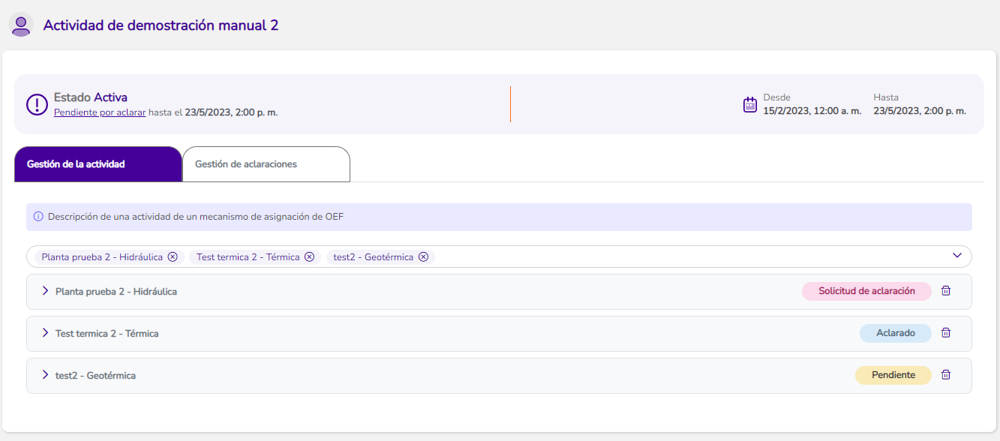 Actividad de demostración manual 2
Estado Activa
Pendiente por aclarar hasta el 23/5/2023, 2:00 p. m.
Desde
15/2/2023, 12:00 a. m.
Hasta
23/5/2023, 2:00 p. m.
Gestión de la actividad
Gestión de aclaraciones
Descripción de una actividad de un mecanismo de asignación de OEF
Planta prueba 2 - Hidráulica Test termica 2 - Térmica test2 - Geotérmica
Planta prueba 2 - Hidráulica Solicitud de aclaración
Test termica 2 - Térmica Aclarado
test2 - Geotérmica Pendiente